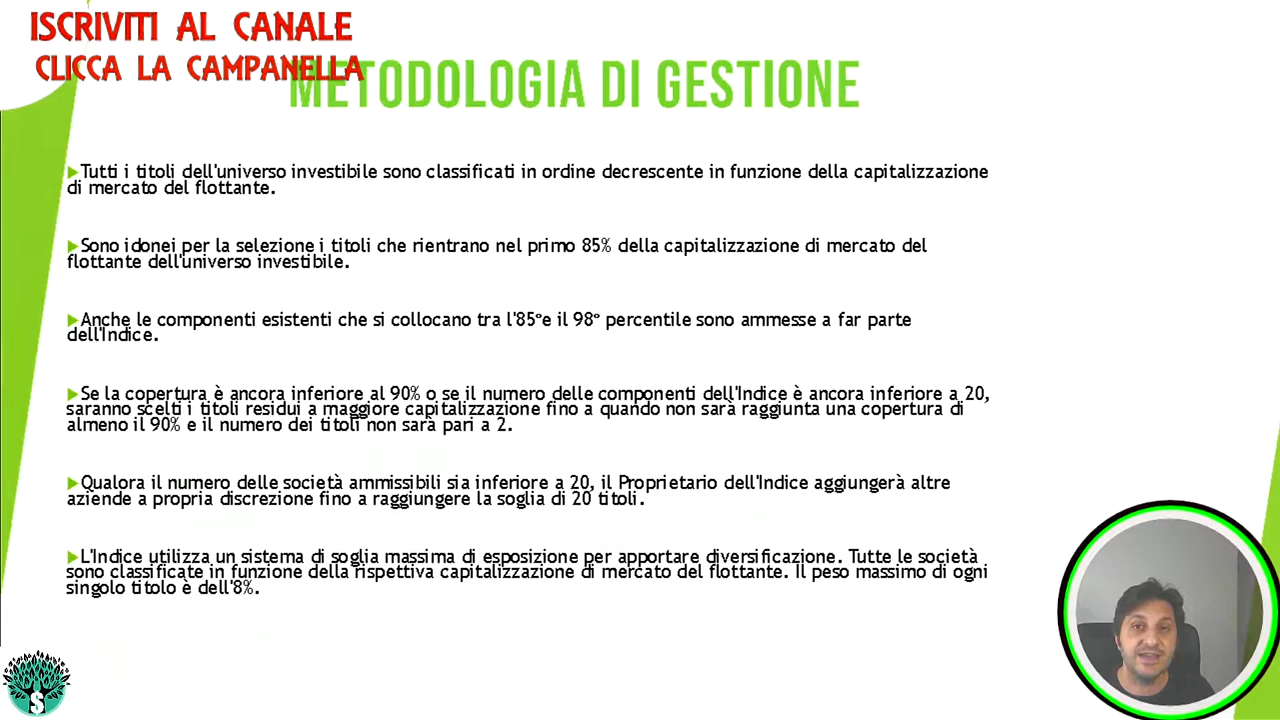 ISCRIVITI AL CANALE
CLICCA LA CAMPANELLA
METODOLOGIA DI GESTIONE
Tutti i titoli dell'universo investibile sono classificati in ordine decrescente in funzione della capitalizzazione
di mercato del flottante.
Sono idonei per la selezione i titoli che rientrano nel primo 85% della capitalizzazione di mercato del
flottante dell'universo investibile.
Anche le componenti esistenti che si collocano tra l'85°e il 98° percentile sono ammesse a far parte
dell'Indice.
Se la copertura è ancora inferiore al 90% o se il numero delle componenti dell'Indice è ancora inferiore a 20,
saranno scelti i titoli residui a maggiore capitalizzazione fino a quando non sarà raggiunta una copertura di
almeno il 90% e il numero dei titoli non sarà pari a 2.
Qualora il numero delle società ammissibili sia inferiore a 20, il Proprietario dell'Indice aggiungerà altre
aziende a propria discrezione fino a raggiungere la soglia di 20 titoli.
L'Indice utilizza un sistema di soglia massima di esposizione per apportare diversificazione. Tutte le società
sono classificate in funzione della rispettiva capitalizzazione di mercato del flottante. Il peso massimo di ogni
singolo titolo è dell'8%.
$